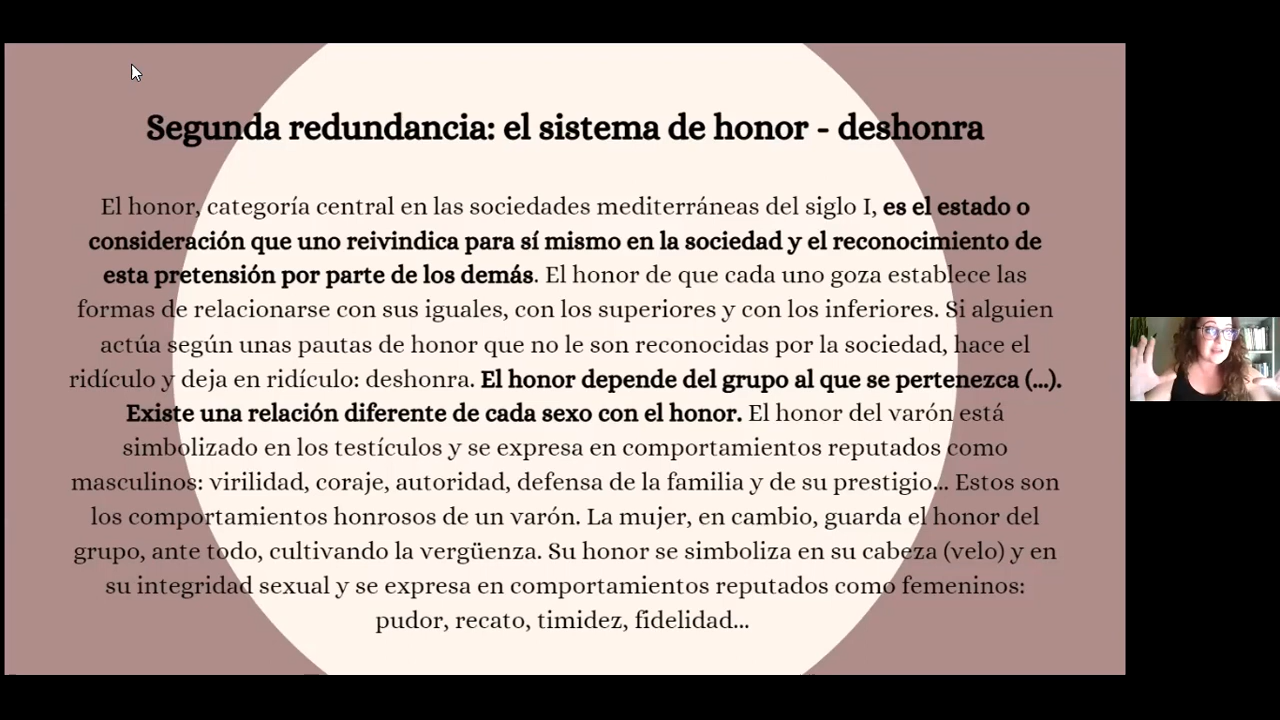 Segunda redundancia: el sistema de honor - deshonra
El honor, categoría central en las sociedades mediterráneas del siglo I, es el estado o
consideración que uno reivindica para sí mismo en la sociedad y el reconocimiento de
esta pretensión por parte de los demás. El honor de que cada uno goza establece las
formas de relacionarse con sus iguales, con los superiores y con los inferiores. Si alguien
actúa según unas pautas de honor que no le son reconocidas por la sociedad, hace el
ridículo y deja en ridículo: deshonra. El honor depende del grupo al que se pertenezca (...).
Existe una relación diferente de cada sexo con el honor. El honor del varón está
simbolizado en los testículos y se expresa en comportamientos reputados como
masculinos: virilidad, coraje, autoridad, defensa de la familia y de su prestigio... Estos son
los comportamientos honrosos de un varón. La mujer, en cambio, guarda el honor del
grupo, ante todo, cultivando la vergüenza. Su honor se simboliza en su cabeza (velo) y en
su integridad sexual y se expresa en comportamientos reputados como femeninos:
pudor, recato, timidez, fidelidad...